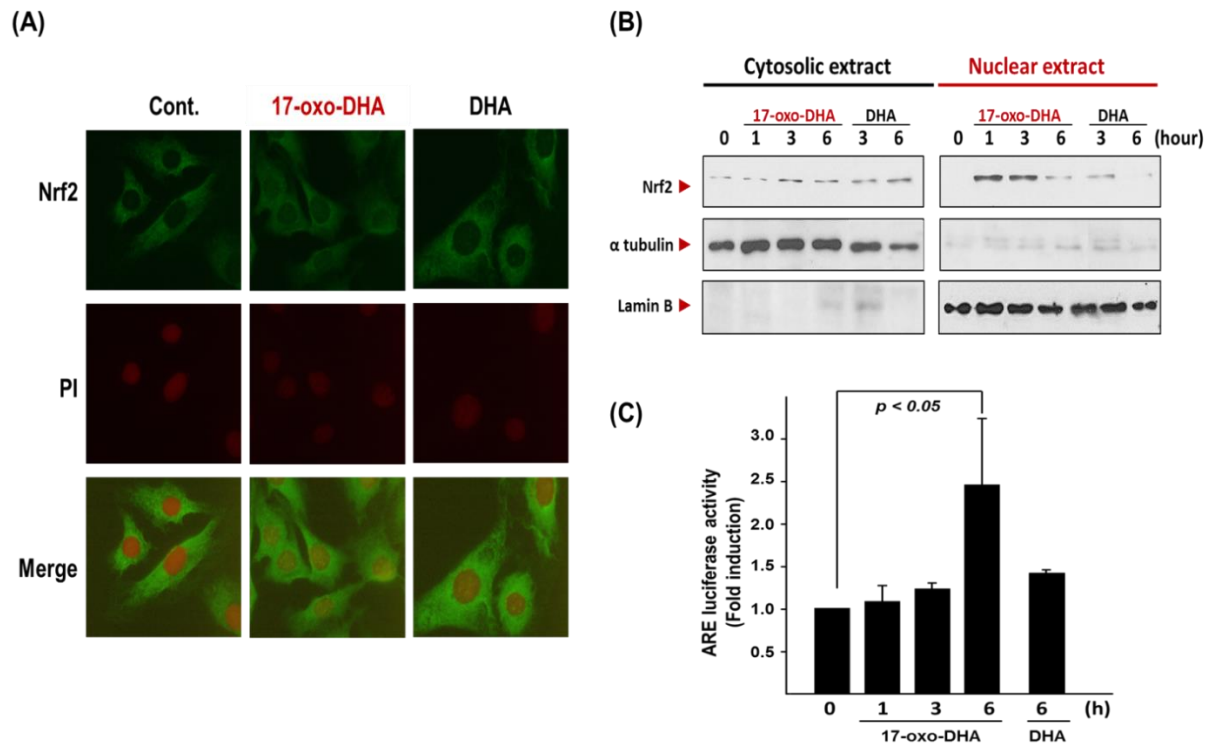 (A)
Cont. 17-oxo-DHA DHA
Nrf2
PI
Merge
(B)
Cytosolic extract Nuclear extract
17-oxo-DHA DHA 17-oxo-DHA DHA
0 1 3 6 3 6 0 1 3 6 3 6 (hour)
Nrf2
α tubulin
Lamin B
(C)
p < 0.05
ARE luciferase activity
(Fold induction)
3.0
2.5
2.0
1.5
1.0
0.5
0 1 3 6 6 (h)
17-oxo-DHA DHA